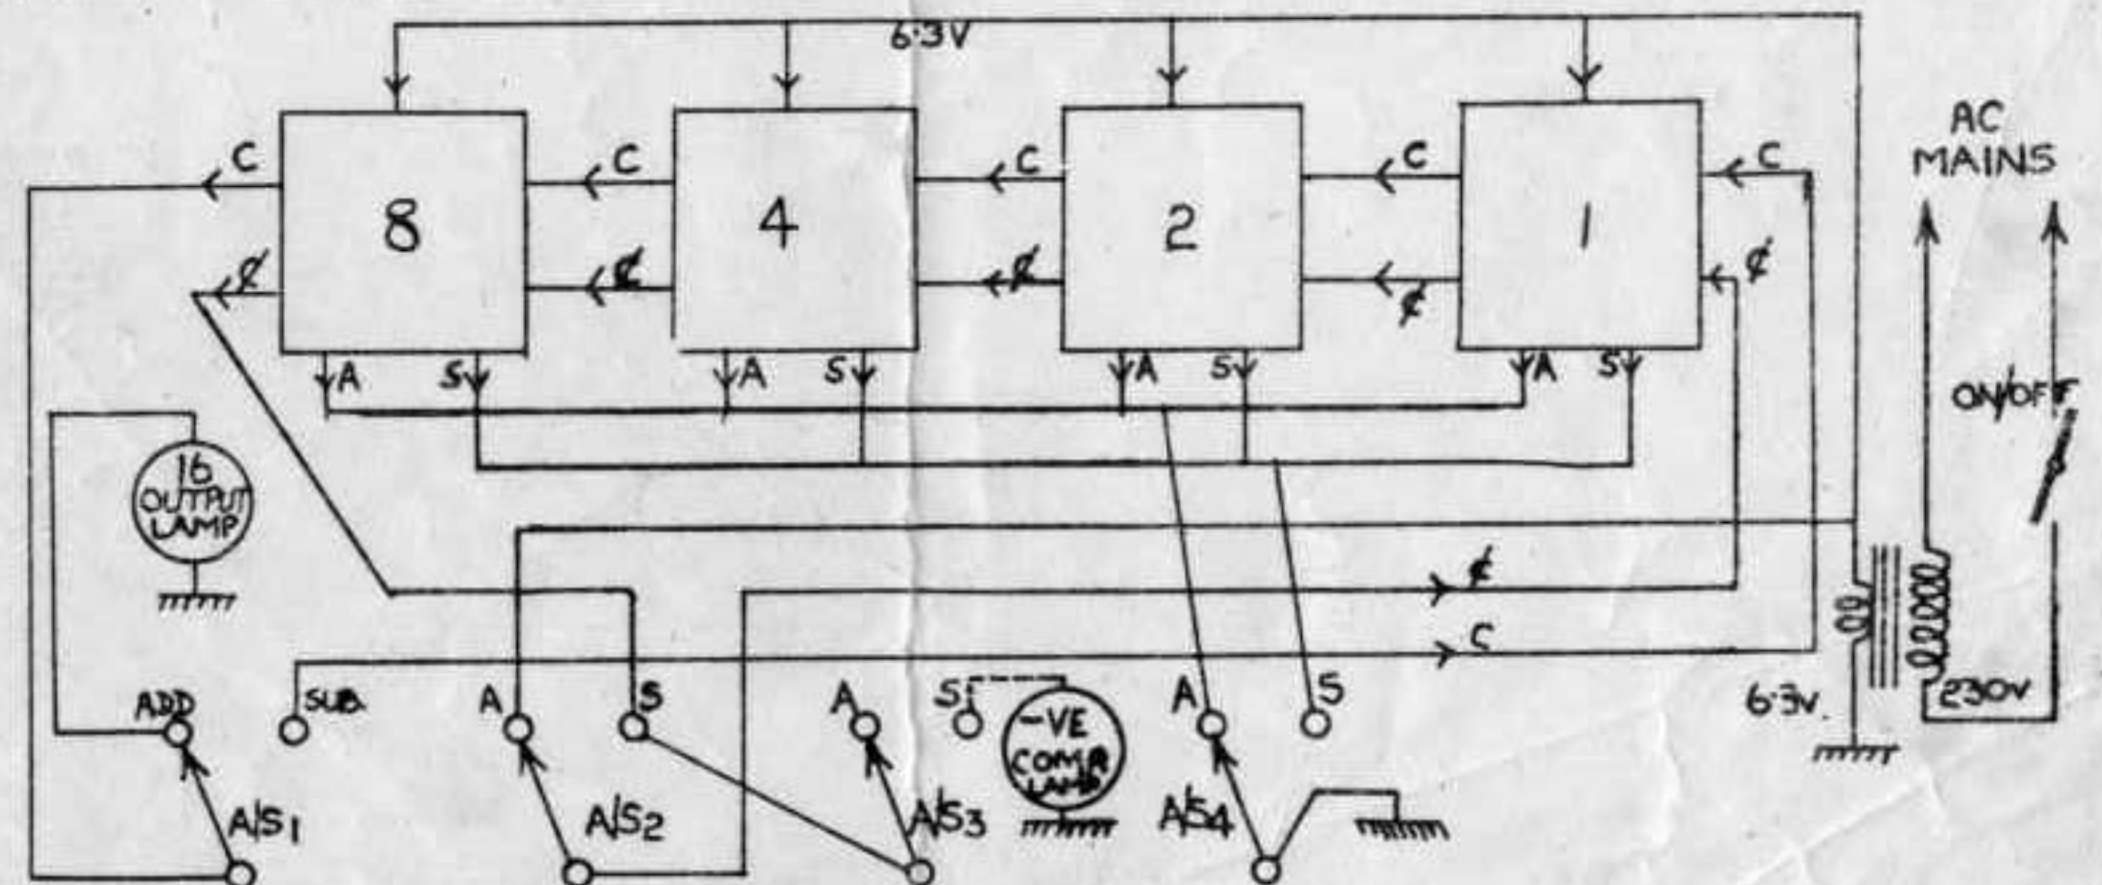 6.3V
AC
MAINS
C C C C C
8 4 2 1
¢ ¢ ¢ ¢ ¢
A S A S A S A S
ON/OFF
16
OUTPUT
LAMP
¢
C
ADD SUB A S A S A S
-VE
COMP.
LAMP
6.3V. 230V
A/S1 A/S2 A/S3 A/S4